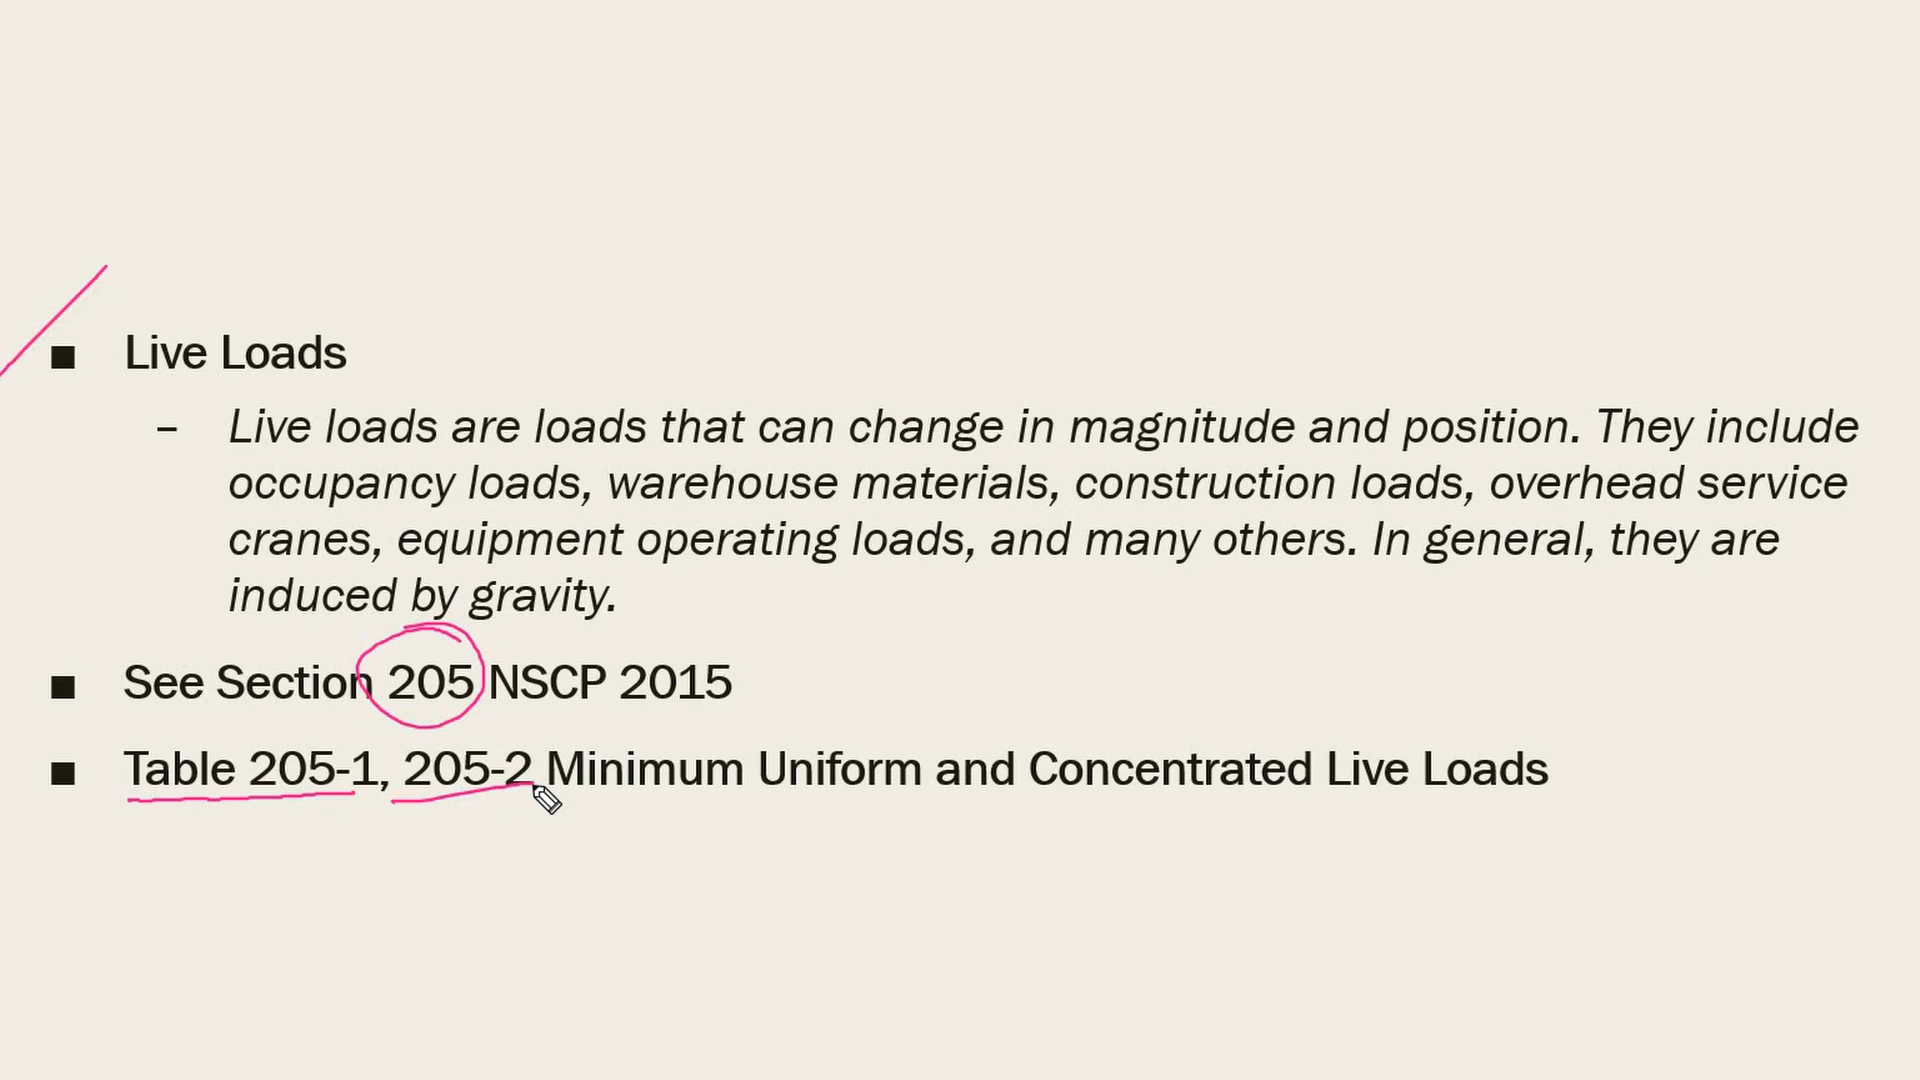 ■ Live Loads
– Live loads are loads that can change in magnitude and position. They include
occupancy loads, warehouse materials, construction loads, overhead service
cranes, equipment operating loads, and many others. In general, they are
induced by gravity.
■ See Section 205 NSCP 2015
■ Table 205-1, 205-2 Minimum Uniform and Concentrated Live Loads